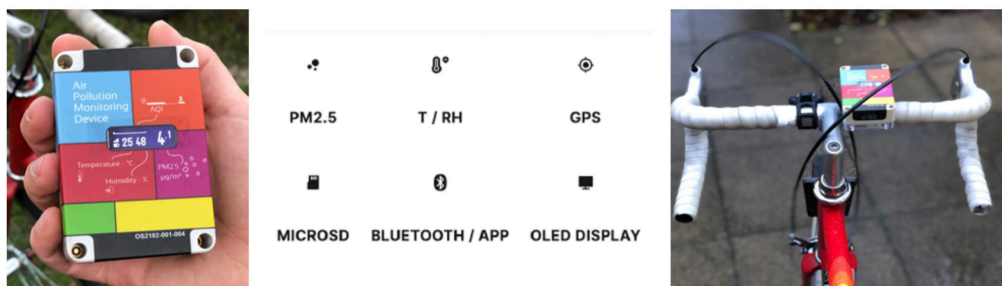 Air
Pollution
Monitoring
Device
AQI
25 48 4.1
Temperature - °C
Humidity - %
PM2.5
µg/m³
OS2102-001-004
PM2.5
T / RH
GPS
MICROSD
BLUETOOTH / APP
OLED DISPLAY